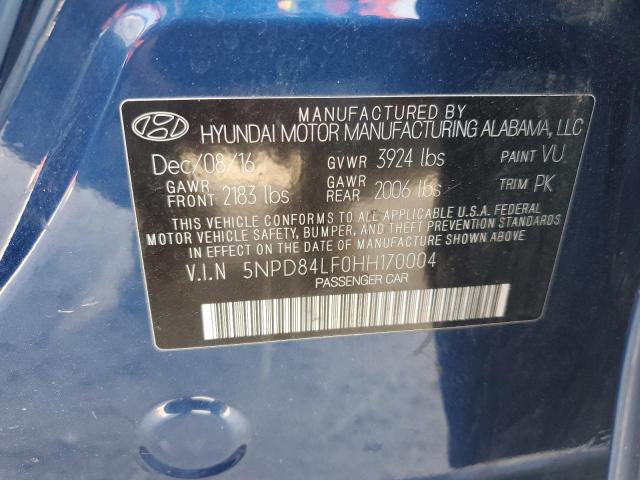 MANUFACTURED BY
HYUNDAI MOTOR MANUFACTURING ALABAMA, LLC
Dec/08/16 GVWR 3924 lbs PAINT VU
GAWR FRONT 2183 lbs GAWR REAR 2006 lbs TRIM PK
THIS VEHICLE CONFORMS TO ALL APPLICABLE U.S.A. FEDERAL
MOTOR VEHICLE SAFETY, BUMPER, AND THEFT PREVENTION STANDARDS
IN EFFECT ON THE DATE OF MANUFACTURE SHOWN ABOVE.
V.I.N 5NPD84LF0HH170004
PASSENGER CAR